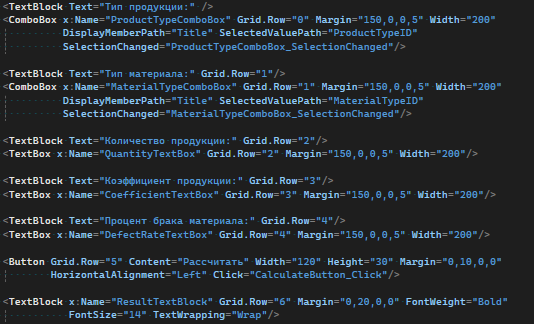 <TextBlock Text="Тип продукции:" />
<ComboBox x:Name="ProductTypeComboBox" Grid.Row="0" Margin="150,0,0,5" Width="200"
DisplayMemberPath="Title" SelectedValuePath="ProductTypeID"
SelectionChanged="ProductTypeComboBox_SelectionChanged"/>
<TextBlock Text="Тип материала:" Grid.Row="1"/>
<ComboBox x:Name="MaterialTypeComboBox" Grid.Row="1" Margin="150,0,0,5" Width="200"
DisplayMemberPath="Title" SelectedValuePath="MaterialTypeID"
SelectionChanged="MaterialTypeComboBox_SelectionChanged"/>
<TextBlock Text="Количество продукции:" Grid.Row="2"/>
<TextBox x:Name="QuantityTextBox" Grid.Row="2" Margin="150,0,0,5" Width="200"/>
<TextBlock Text="Коэффициент продукции:" Grid.Row="3"/>
<TextBox x:Name="CoefficientTextBox" Grid.Row="3" Margin="150,0,0,5" Width="200"/>
<TextBlock Text="Процент брака материала:" Grid.Row="4"/>
<TextBox x:Name="DefectRateTextBox" Grid.Row="4" Margin="150,0,0,5" Width="200"/>
<Button Grid.Row="5" Content="Рассчитать" Width="120" Height="30" Margin="0,10,0,0"
HorizontalAlignment="Left" Click="CalculateButton_Click"/>
<TextBlock x:Name="ResultTextBlock" Grid.Row="6" Margin="0,20,0,0" FontWeight="Bold"
FontSize="14" TextWrapping="Wrap"/>